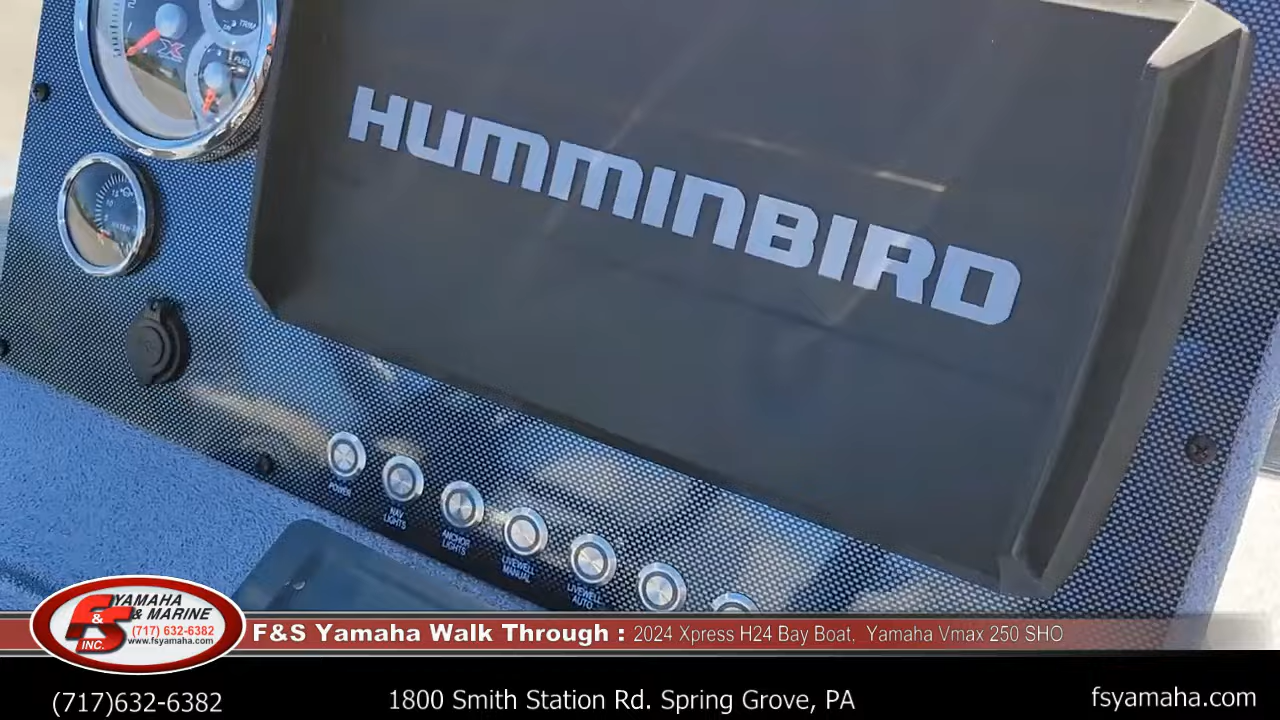 TRIM
FUEL
HUMMINBIRD
POWER
NAV
LIGHTS
ANCHOR
LIGHTS
LIVEWELL
MANUAL
LIVEWELL
AUTO
F&S
INC.
YAMAHA
& MARINE
(717) 632-6382
www.fsyamaha.com
F&S Yamaha Walk Through : 2024 Xpress H24 Bay Boat, Yamaha Vmax 250 SHO
(717)632-6382
1800 Smith Station Rd. Spring Grove, PA
fsyamaha.com